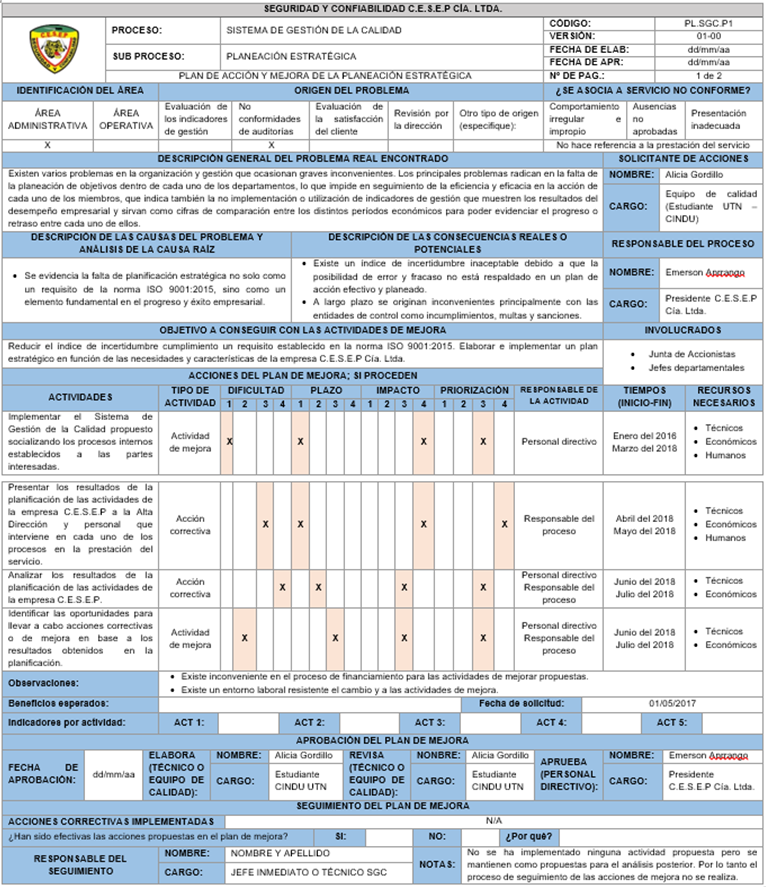 SEGURIDAD Y CONFIABILIDAD C.E.S.E.P CÍA. LTDA.
PROCESO:
SISTEMA DE GESTIÓN DE LA CALIDAD
CÓDIGO:
PL.SGC.P1
VERSIÓN:
01-00
SUB PROCESO:
PLANEACIÓN ESTRATÉGICA
FECHA DE ELAB:
dd/mm/aa
FECHA DE APR:
dd/mm/aa
PLAN DE ACCIÓN Y MEJORA DE LA PLANEACIÓN ESTRATÉGICA
Nº DE PAG.:
1 de 2
IDENTIFICACIÓN DEL ÁREA
ORIGEN DEL PROBLEMA
¿SE ASOCIA A SERVICIO NO CONFORME?
ÁREA
ADMINISTRATIVA
ÁREA
OPERATIVA
Evaluación de
los indicadores
de gestión
No
conformidades
de auditorías
Evaluación de
la satisfacción
del cliente
Revisión por
la dirección
Otro tipo de origen
(especifique):
Comportamiento
irregular e
impropio
Ausencias
no
aprobadas
Presentación
inadecuada
X
X
No hace referencia a la prestación del servicio
DESCRIPCIÓN GENERAL DEL PROBLEMA REAL ENCONTRADO
SOLICITANTE DE ACCIONES
Existen varios problemas en la organización y gestión que ocasionan graves inconvenientes. Los principales problemas radican en la falta de
la planeación de objetivos dentro de cada uno de los departamentos, lo que impide en seguimiento de la eficiencia y eficacia en la acción de
cada uno de los miembros, que indica también la no implementación o utilización de indicadores de gestión que muestren los resultados del
desempeño empresarial y sirvan como cifras de comparación entre los distintos periodos económicos para poder evidenciar el progreso o
retraso entre cada uno de ellos.
NOMBRE:
Alicia Gordillo
CARGO:
Equipo de calidad
(Estudiante UTN –
CINDU)
DESCRIPCIÓN DE LAS CAUSAS DEL PROBLEMA Y
ANÁLISIS DE LA CAUSA RAÍZ
DESCRIPCIÓN DE LAS CONSECUENCIAS REALES O
POTENCIALES
RESPONSABLE DEL PROCESO
• Se evidencia la falta de planificación estratégica no solo como
un requisito de la norma ISO 9001:2015, sino como un
elemento fundamental en el progreso y éxito empresarial.
• Existe un índice de incertidumbre inaceptable debido a que la
posibilidad de error y fracaso no está respaldado en un plan de
acción efectivo y planeado.
• A largo plazo se originan inconvenientes principalmente con las
entidades de control como incumplimientos, multas y sanciones.
NOMBRE:
Emerson Anrrango
CARGO:
Presidente C.E.S.E.P
Cía. Ltda.
OBJETIVO A CONSEGUIR CON LAS ACTIVIDADES DE MEJORA
INVOLUCRADOS
Reducir el índice de incertidumbre cumplimiento un requisito establecido en la norma ISO 9001:2015. Elaborar e implementar un plan
estratégico en función de las necesidades y características de la empresa C.E.S.E.P Cía. Ltda.
• Junta de Accionistas
• Jefes departamentales
ACCIONES DEL PLAN DE MEJORA; SI PROCEDEN
ACTIVIDADES
TIPO DE
ACTIVIDAD
DIFICULTAD
PLAZO
IMPACTO
PRIORIZACIÓN
RESPONSABLE DE
LA ACTIVIDAD
TIEMPOS
(INICIO-FIN)
RECURSOS
NECESARIOS
1 2 3 4 1 2 3 4 1 2 3 4 1 2 3 4
Implementar el Sistema de
Gestión de la Calidad propuesto
socializando los procesos internos
establecidos a las partes
interesadas.
Actividad
de mejora
X X X X
Personal directivo
Enero del 2016
Marzo del 2018
• Técnicos
• Económicos
• Humanos
Presentar los resultados de la
planificación de las actividades de
la empresa C.E.S.E.P a la Alta
Dirección y personal que
interviene en cada uno de los
procesos en la prestación del
servicio.
Acción
correctiva
X X X X
Responsable del
proceso
Abril del 2018
Mayo del 2018
• Técnicos
• Económicos
• Humanos
Analizar los resultados de la
planificación de las actividades de
la empresa C.E.S.E.P.
Acción
correctiva
X X X X
Personal directivo
Responsable del
proceso
Junio del 2018
Julio del 2018
• Técnicos
• Económicos
Identificar las oportunidades para
llevar a cabo acciones correctivas
o de mejora en base a los
resultados obtenidos en la
planificación.
Actividad
de mejora
X X X X
Personal directivo
Responsable del
proceso
Junio del 2018
Julio del 2018
• Técnicos
• Económicos
Observaciones:
• Existe inconveniente en el proceso de financiamiento para las actividades de mejorar propuestas.
• Existe un entorno laboral resistente el cambio y a las actividades de mejora.
Beneficios esperados:
Fecha de solicitud:
01/05/2017
Indicadores por actividad:
ACT 1:
ACT 2:
ACT 3:
ACT 4:
ACT 5:
APROBACIÓN DEL PLAN DE MEJORA
FECHA DE
APROBACIÓN:
dd/mm/aa
ELABORA
(TÉCNICO O
EQUIPO DE
CALIDAD):
NOMBRE:
Alicia Gordillo
CARGO:
Estudiante
CINDU UTN
REVISA
(TÉCNICO O
EQUIPO DE
CALIDAD):
NONBRE:
Alicia Gordillo
CARGO:
Estudiante
CINDU UTN
APRUEBA
(PERSONAL
DIRECTIVO):
NOMBRE:
Emerson Anrrango
CARGO:
Presidente
C.E.S.E.P Cía. Ltda.
SEGUIMIENTO DEL PLAN DE MEJORA
ACCIONES CORRECTIVAS IMPLEMENTADAS
N/A
¿Han sido efectivas las acciones propuestas en el plan de mejora?
SI:
NO:
¿Por qué?
RESPONSABLE DEL
SEGUIMIENTO
NOMBRE:
NOMBRE Y APELLIDO
CARGO:
JEFE INMEDIATO O TÉCNICO SGC
NOTAS:
No se ha implementado ninguna actividad propuesta pero se
mantienen como propuestas para el análisis posterior. Por lo tanto el
proceso de seguimiento de las acciones de mejora no se realiza.